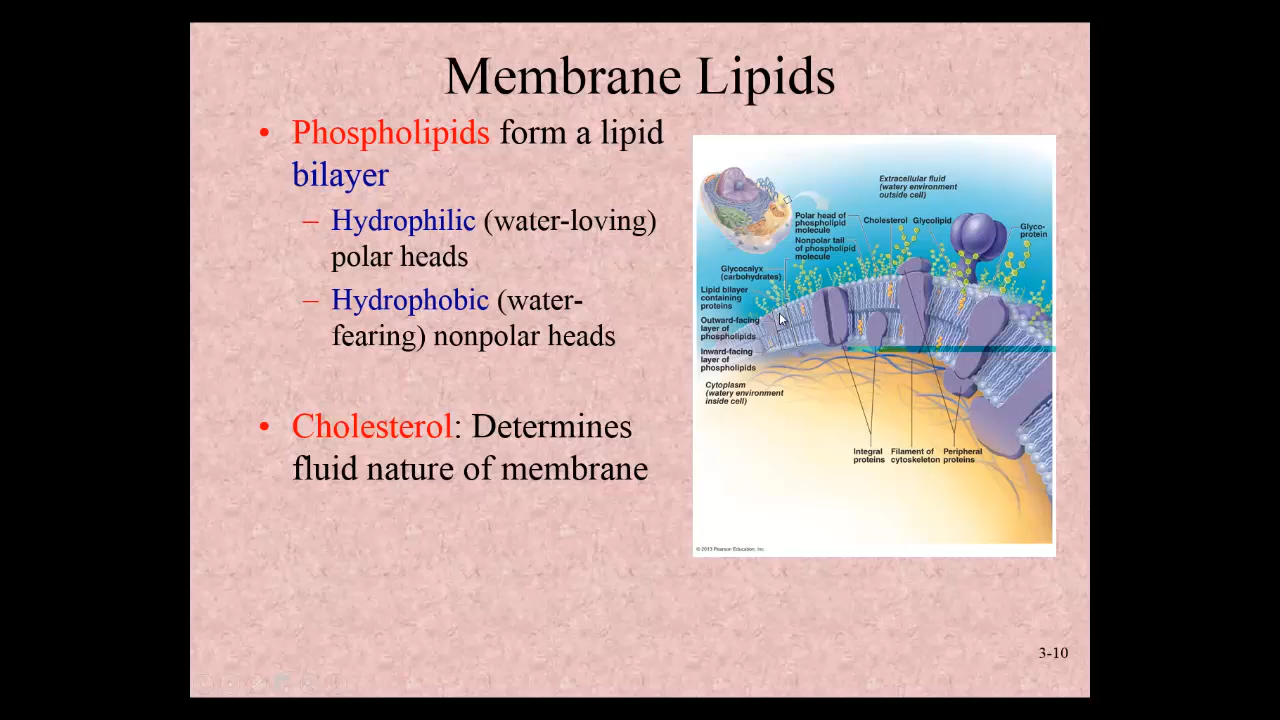 Membrane Lipids
• Phospholipids form a lipid
bilayer
– Hydrophilic (water-loving)
polar heads
– Hydrophobic (water-
fearing) nonpolar heads
• Cholesterol: Determines
fluid nature of membrane
Extracellular fluid
(watery environment
outside cell)
Polar head of
phospholipid
molecule
Cholesterol
Glycolipid
Glyco-
protein
Nonpolar tail
of phospholipid
molecule
Glycocalyx
(carbohydrates)
Lipid bilayer
containing
proteins
Outward-facing
layer of
phospholipids
Inward-facing
layer of
phospholipids
Cytoplasm
(watery environment
inside cell)
Integral
proteins
Filament of
cytoskeleton
Peripheral
proteins
© 2013 Pearson Education, Inc.
3-10